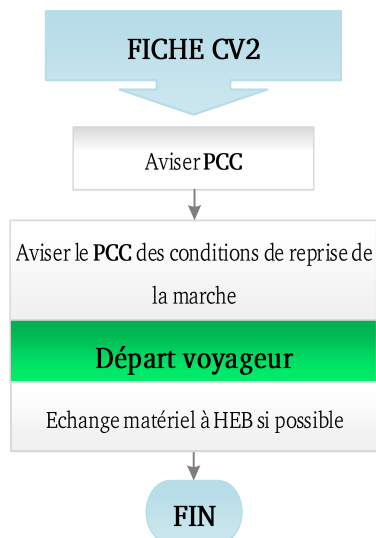 FICHE CV2
Aviser PCC
Aviser le PCC des conditions de reprise de
la marche
Départ voyageur
Echange matériel à HEB si possible
FIN